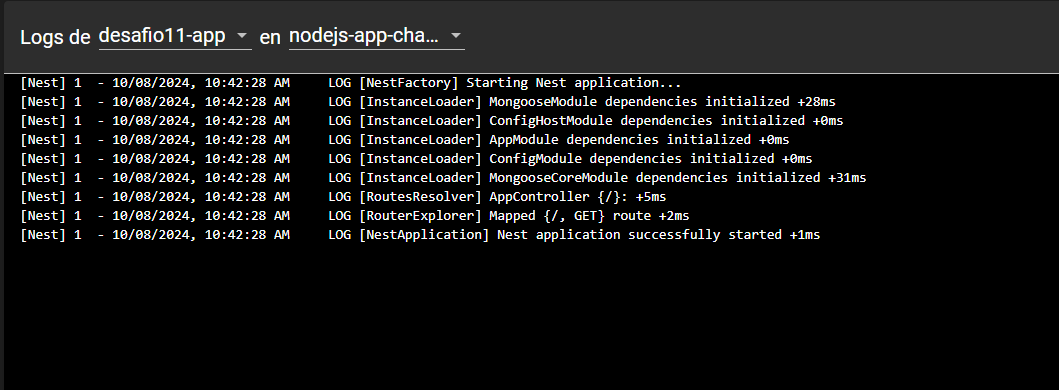 Logs de desafio11-app en nodejs-app-cha...
[Nest] 1  - 10/08/2024, 10:42:28 AM     LOG [NestFactory] Starting Nest application...
[Nest] 1  - 10/08/2024, 10:42:28 AM     LOG [InstanceLoader] MongooseModule dependencies initialized +28ms
[Nest] 1  - 10/08/2024, 10:42:28 AM     LOG [InstanceLoader] ConfigHostModule dependencies initialized +0ms
[Nest] 1  - 10/08/2024, 10:42:28 AM     LOG [InstanceLoader] AppModule dependencies initialized +0ms
[Nest] 1  - 10/08/2024, 10:42:28 AM     LOG [InstanceLoader] ConfigModule dependencies initialized +0ms
[Nest] 1  - 10/08/2024, 10:42:28 AM     LOG [InstanceLoader] MongooseCoreModule dependencies initialized +31ms
[Nest] 1  - 10/08/2024, 10:42:28 AM     LOG [RoutesResolver] AppController {/}: +5ms
[Nest] 1  - 10/08/2024, 10:42:28 AM     LOG [RouterExplorer] Mapped {/, GET} route +2ms
[Nest] 1  - 10/08/2024, 10:42:28 AM     LOG [NestApplication] Nest application successfully started +1ms